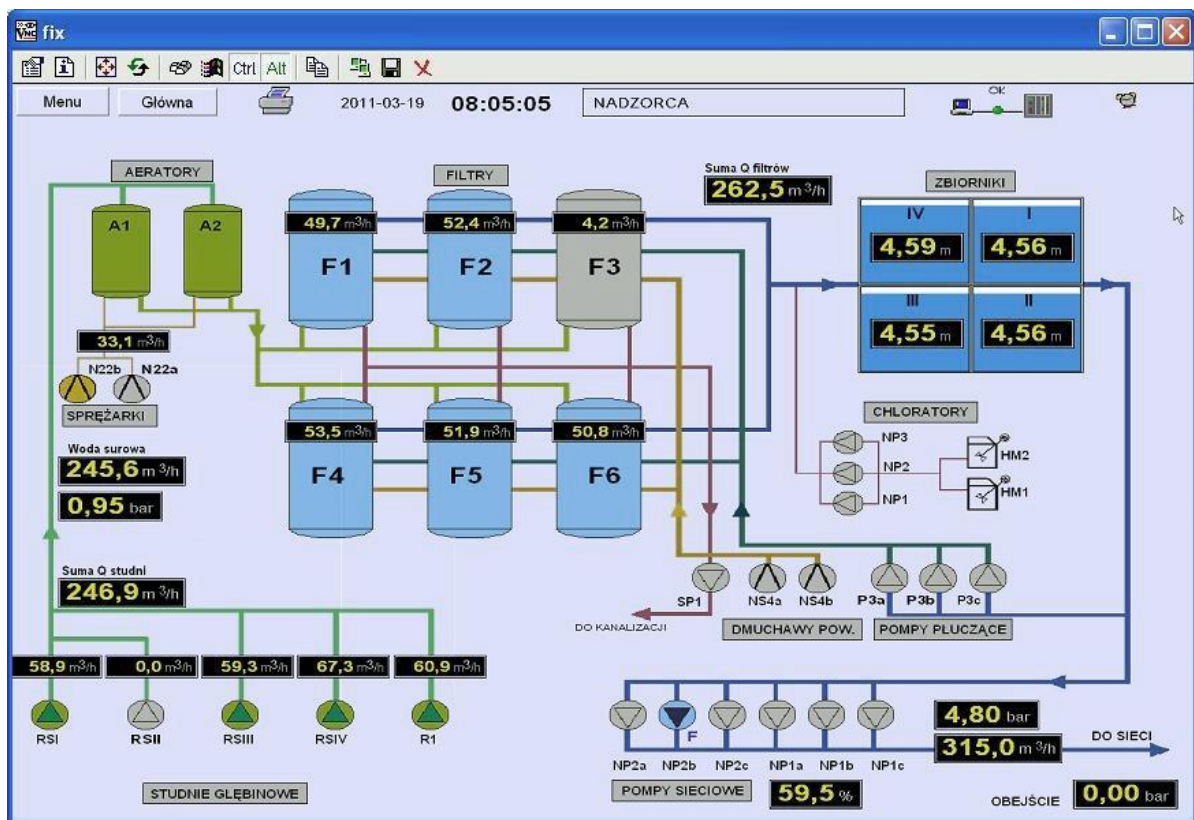 fix
Ctrl Alt
Menu Główna 2011-03-19 08:05:05 NADZORCA OK
AERATORY
A1 A2
33,1 m³/h
N22b N22a
SPRĘŻARKI
Woda surowa
245,6 m³/h
0,95 bar
Suma Q studni
246,9 m³/h
58,9 m³/h 0,0 m³/h 59,3 m³/h 67,3 m³/h 60,9 m³/h
RSI RSII RSIII RSIV R1
STUDNIE GŁĘBINOWE
FILTRY
49,7 m³/h 52,4 m³/h 4,2 m³/h
F1 F2 F3
53,5 m³/h 51,9 m³/h 50,8 m³/h
F4 F5 F6
Suma Q filtrów
262,5 m³/h
ZBIORNIKI
IV I
4,59 m 4,56 m
III II
4,55 m 4,56 m
CHLORATORY
NP3
NP2
NP1
HM2
HM1
SP1 NS4a NS4b P3a P3b P3c
DO KANALIZACJI
DMUCHAWY POW. POMPY PŁUCZĄCE
F
NP2a NP2b NP2c NP1a NP1b NP1c
POMPY SIECIOWE 59,5 %
4,80 bar
315,0 m³/h
DO SIECI
OBEJŚCIE 0,00 bar